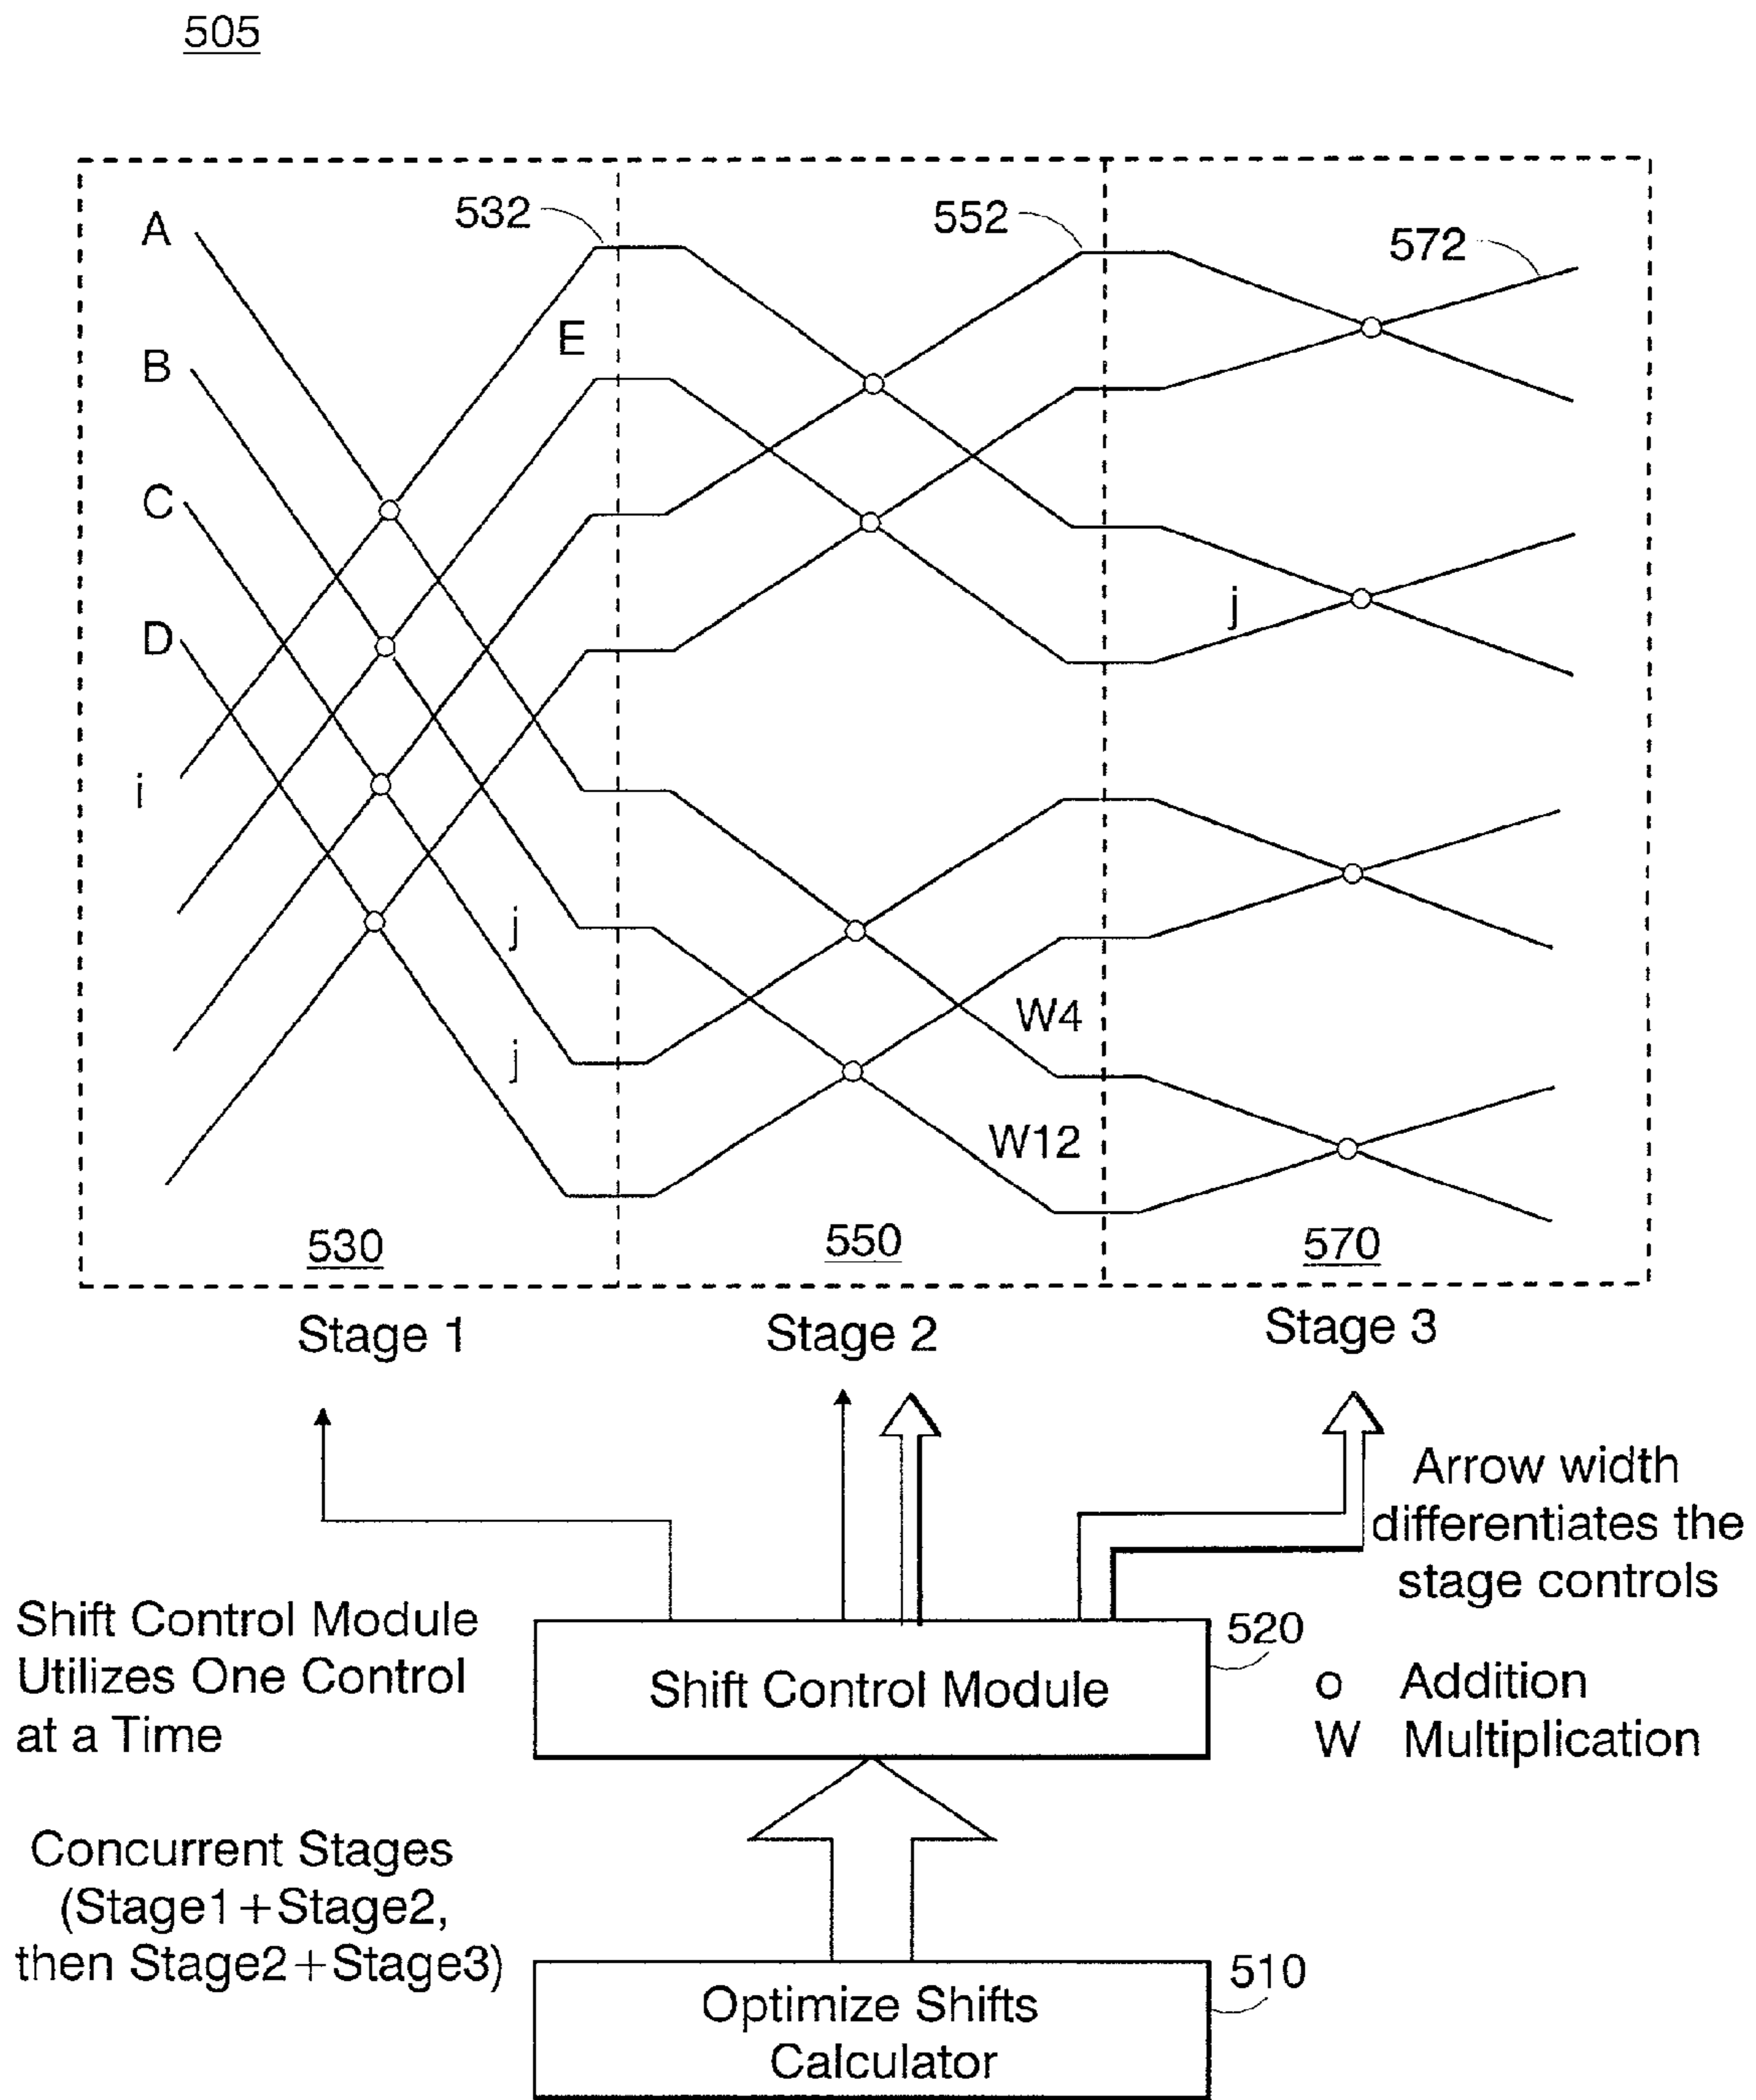 505
532
552
572
A
E
B
C
D
j
i
j
j
W4
W12
530
550
570
Stage 1
Stage 2
Stage 3
Arrow width
differentiates the
stage controls
Shift Control Module
Utilizes One Control
at a Time
Shift Control Module
520
o Addition
W Multiplication
Concurrent Stages
(Stage1+Stage2,
then Stage2+Stage3)
Optimize Shifts
Calculator
510